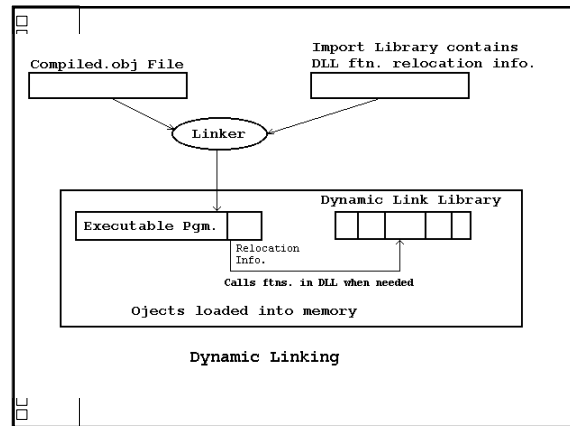 Compiled.obj File
Import Library contains
DLL ftn. relocation info.
Linker
Dynamic Link Library
Executable Pgm.
Relocation
Info.
Calls ftns. in DLL when needed
Ojects loaded into memory
Dynamic Linking